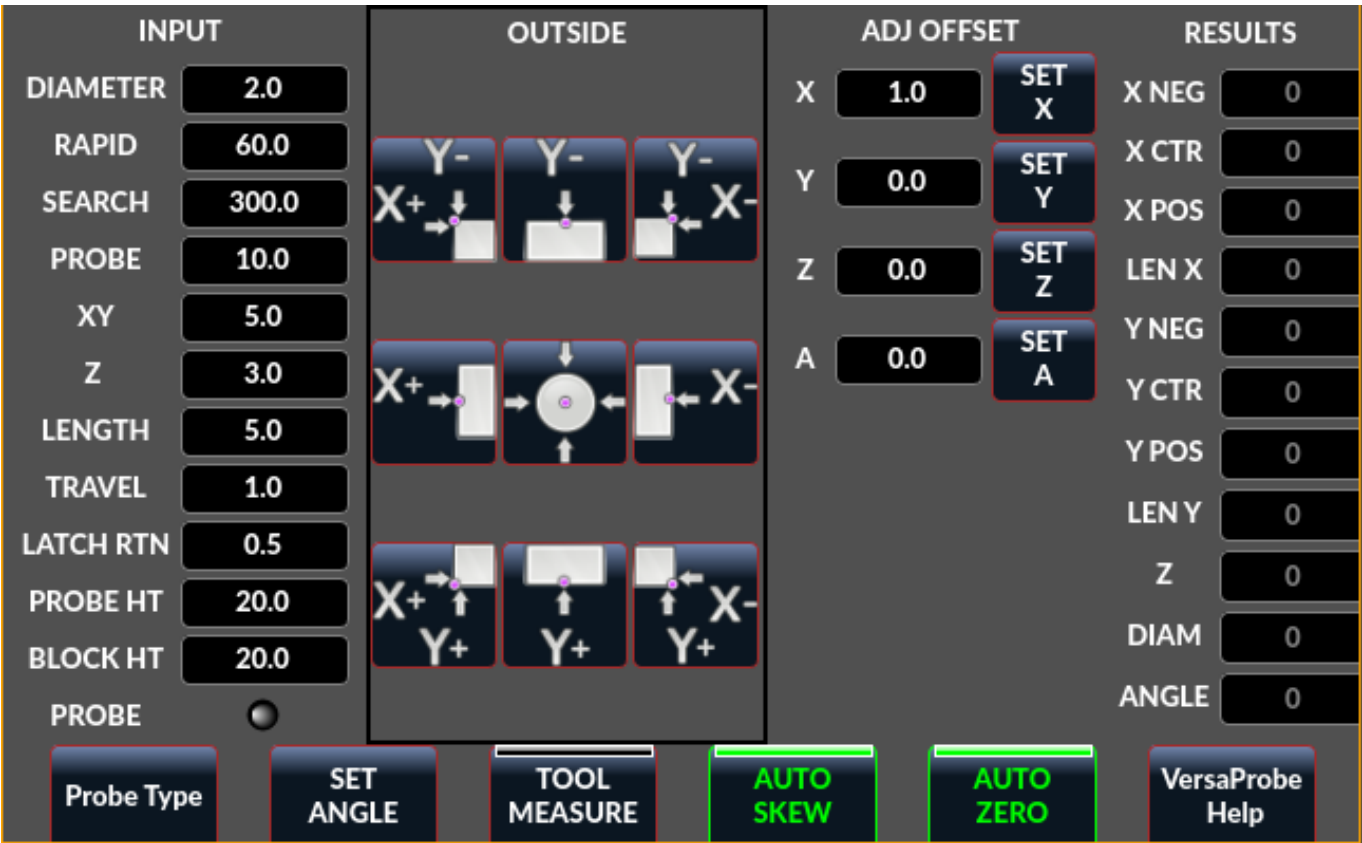 INPUT
DIAMETER 2.0
RAPID 60.0
SEARCH 300.0
PROBE 10.0
XY 5.0
Z 3.0
LENGTH 5.0
TRAVEL 1.0
LATCH RTN 0.5
PROBE HT 20.0
BLOCK HT 20.0
PROBE
OUTSIDE
Y- Y- Y-
X+ X-
X+ X-
X+ X-
Y+ Y+ Y+
ADJ OFFSET
X 1.0 SET
X
Y 0.0 SET
Y
Z 0.0 SET
Z
A 0.0 SET
A
RESULTS
X NEG 0
X CTR 0
X POS 0
LEN X 0
Y NEG 0
Y CTR 0
Y POS 0
LEN Y 0
Z 0
DIAM 0
ANGLE 0
Probe Type
SET
ANGLE
TOOL
MEASURE
AUTO
SKEW
AUTO
ZERO
VersaProbe
Help